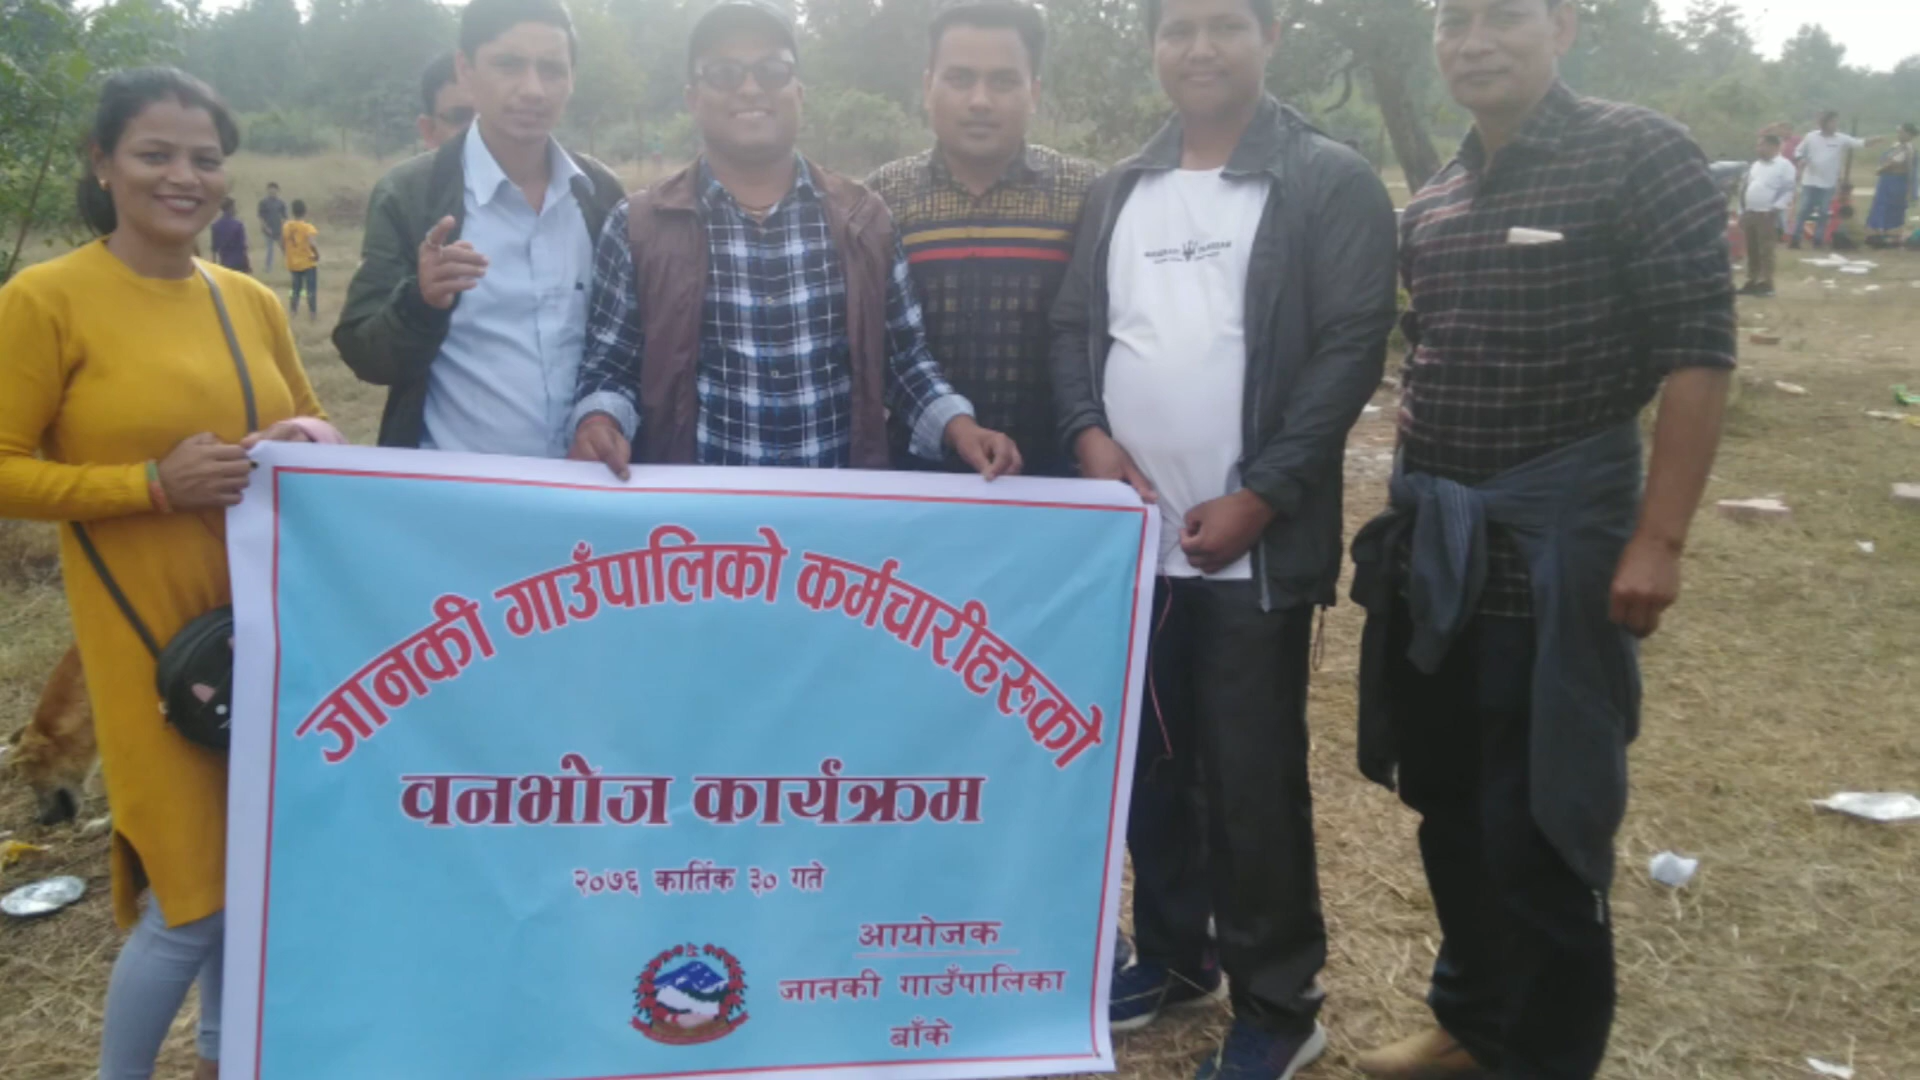 जानकी गाउँपालिको कर्मचारीहरूको
वनभोज कार्यक्रम
२०७६ कार्तिक ३० गते
आयोजक
जानकी गाउँपालिका
बाँके